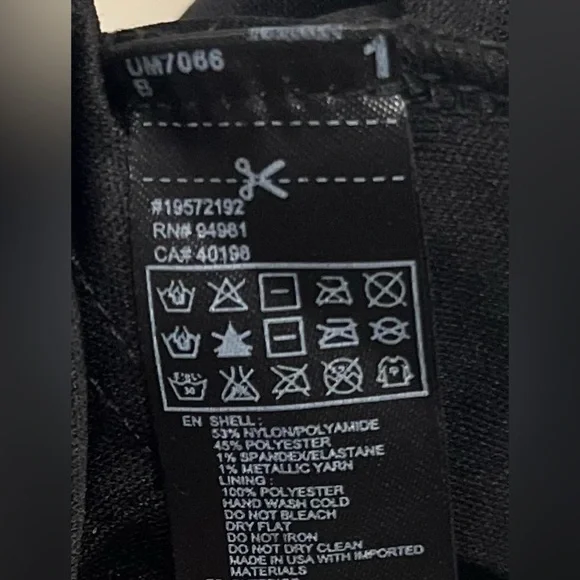 UM7066
1
B
#19572192
RN# 94981
CA# 40198
30
EN SHELL:
53% NYLON/POLYAMIDE
45% POLYESTER
1% SPANDEX/ELASTANE
1% METALLIC YARN
LINING:
100% POLYESTER
HAND WASH COLD
DO NOT BLEACH
DRY FLAT
DO NOT IRON
DO NOT DRY CLEAN
MADE IN USA WITH IMPORTED
MATERIALS